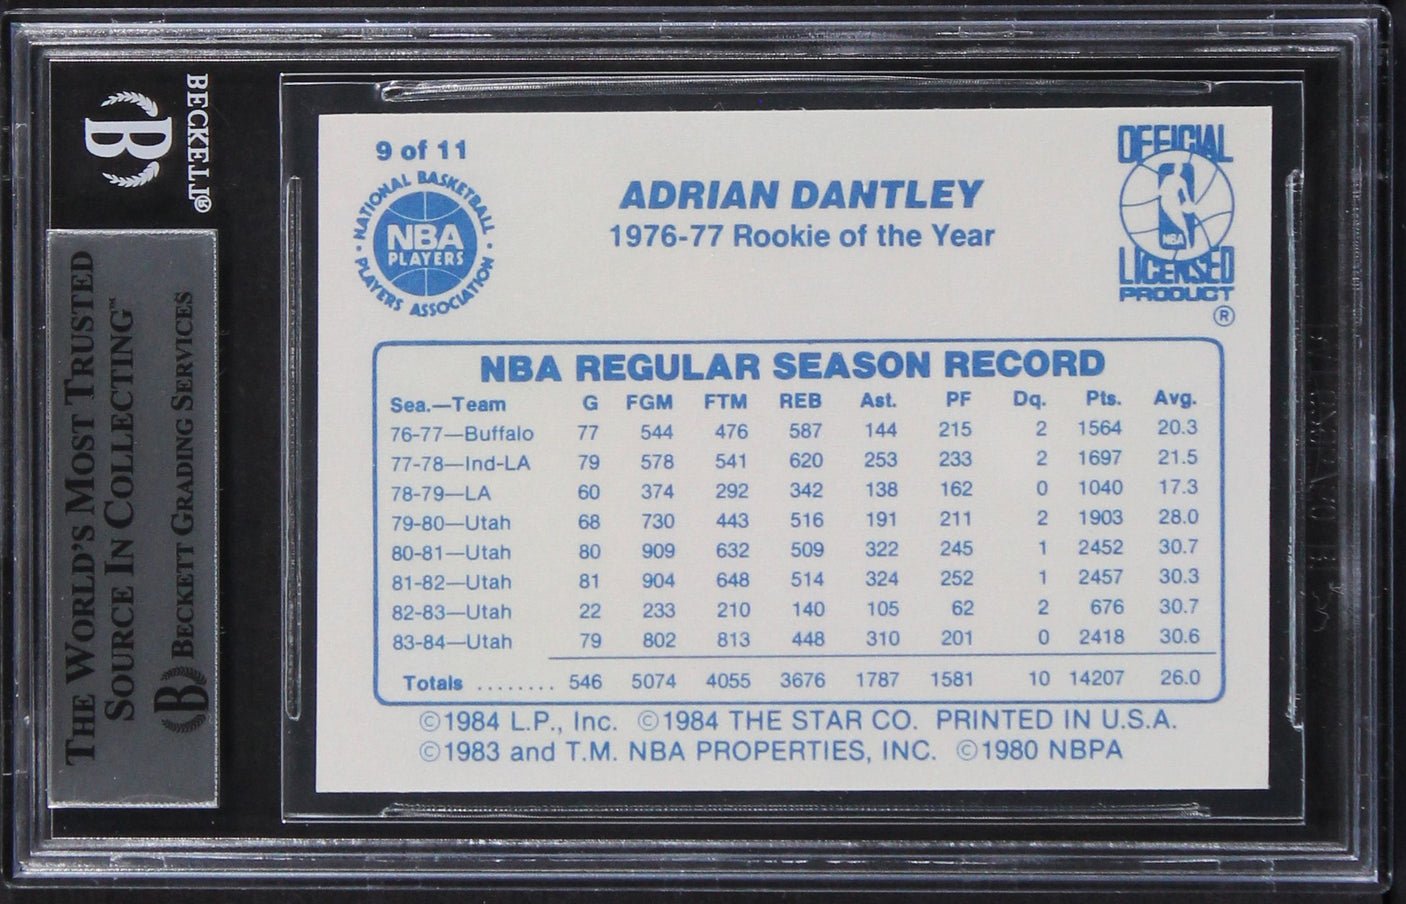 BECKETT®
B
THE WORLD'S MOST TRUSTED
SOURCE IN COLLECTING™
B BECKETT GRADING SERVICES
9 of 11
NATIONAL BASKETBALL
NBA
PLAYERS
PLAYERS ASSOCIATION
ADRIAN DANTLEY
1976-77 Rookie of the Year
OFFICIAL
NBA
LICENSED
PRODUCT
®
NBA REGULAR SEASON RECORD
Sea.—Team G FGM FTM REB Ast. PF Dq. Pts. Avg.
76-77—Buffalo 77 544 476 587 144 215 2 1564 20.3
77-78—Ind-LA 79 578 541 620 253 233 2 1697 21.5
78-79—LA 60 374 292 342 138 162 0 1040 17.3
79-80—Utah 68 730 443 516 191 211 2 1903 28.0
80-81—Utah 80 909 632 509 322 245 1 2452 30.7
81-82—Utah 81 904 648 514 324 252 1 2457 30.3
82-83—Utah 22 233 210 140 105 62 2 676 30.7
83-84—Utah 79 802 813 448 310 201 0 2418 30.6
Totals ........ 546 5074 4055 3676 1787 1581 10 14207 26.0
©1984 L.P., Inc. ©1984 THE STAR CO. PRINTED IN U.S.A.
©1983 and T.M. NBA PROPERTIES, INC. ©1980 NBPA